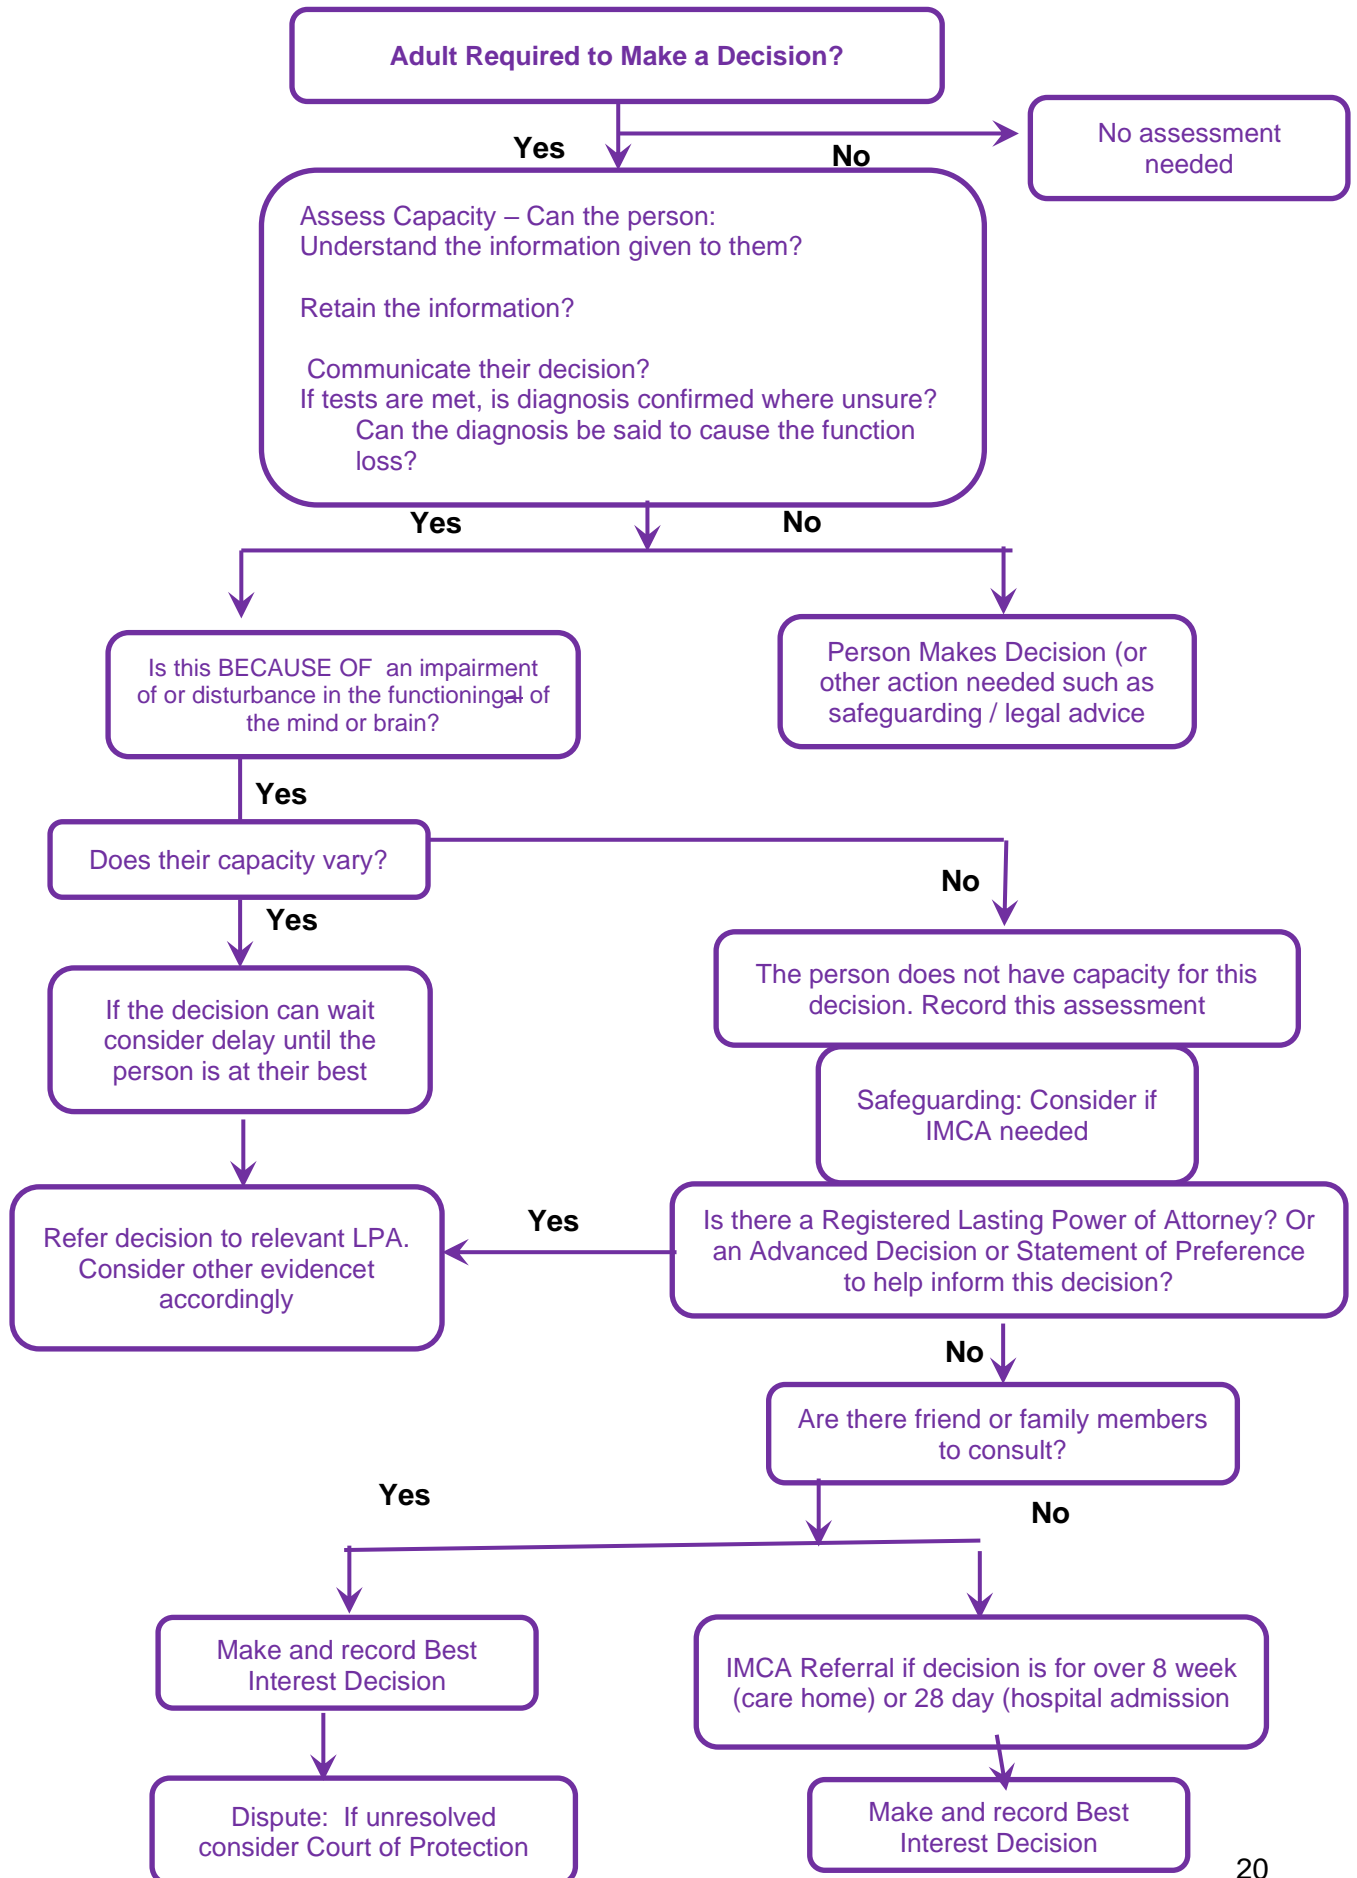 Adult Required to Make a Decision?
Yes
No
No assessment
needed
Assess Capacity – Can the person:
Understand the information given to them?
Retain the information?
Communicate their decision?
If tests are met, is diagnosis confirmed where unsure?
Can the diagnosis be said to cause the function
loss?
Yes
No
Is this BECAUSE OF  an impairment
of or disturbance in the functioningal of
the mind or brain?
Person Makes Decision (or
other action needed such as
safeguarding / legal advice
Yes
Does their capacity vary?
No
Yes
The person does not have capacity for this
decision. Record this assessment
If the decision can wait
consider delay until the
person is at their best
Safeguarding: Consider if
IMCA needed
Refer decision to relevant LPA.
Consider other evidencet
accordingly
Yes
Is there a Registered Lasting Power of Attorney? Or
an Advanced Decision or Statement of Preference
to help inform this decision?
No
Are there friend or family members
to consult?
Yes
No
Make and record Best
Interest Decision
IMCA Referral if decision is for over 8 week
(care home) or 28 day (hospital admission
Dispute:  If unresolved
consider Court of Protection
Make and record Best
Interest Decision
20